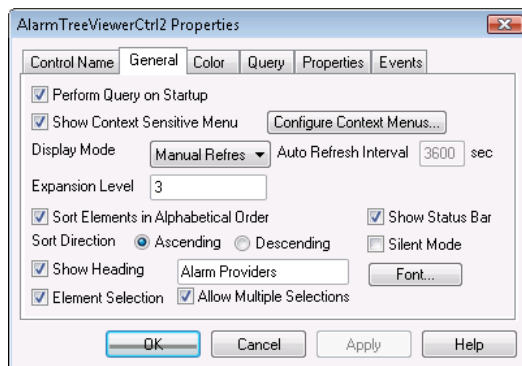 AlarmTreeViewerCtrl2 Properties
Control Name General Color Query Properties Events
Perform Query on Startup
Show Context Sensitive Menu Configure Context Menus...
Display Mode Manual Refres Auto Refresh Interval 3600 sec
Expansion Level 3
Sort Elements in Alphabetical Order Show Status Bar
Sort Direction Ascending Descending Silent Mode
Show Heading Alarm Providers Font...
Element Selection Allow Multiple Selections
OK Cancel Apply Help